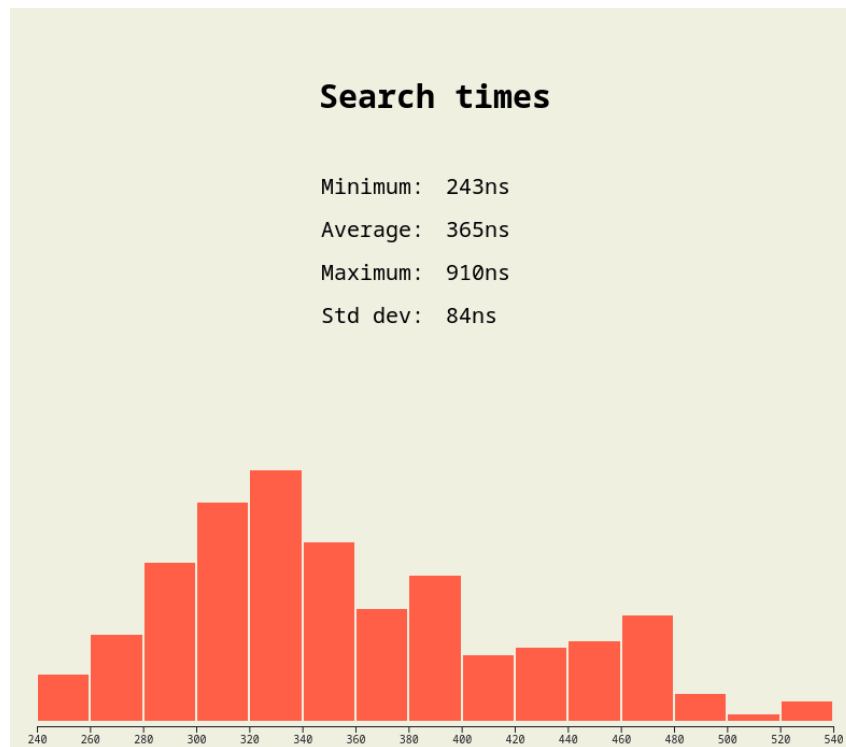 Search times
Minimum: 243ns
Average: 365ns
Maximum: 910ns
Std dev: 84ns
240 260 280 300 320 340 360 380 400 420 440 460 480 500 520 540